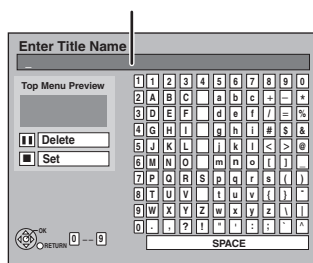 Enter Title Name
_
Top Menu Preview
Delete
Set
1 1 2 3 4 5 6 7 8 9 0
2 A B C a b c + − *
3 D E F d e f / = %
4 G H I g h i # $ &
5 J K L j k l < > @
6 M N O m n o [ ] _
7 P Q R S p q r s ( )
8 T U V t u v { }
9 W X Y Z w x y z \ |
0 . , ? ! " ' : ; ` ^
SPACE
OK
RETURN 0 -- 9